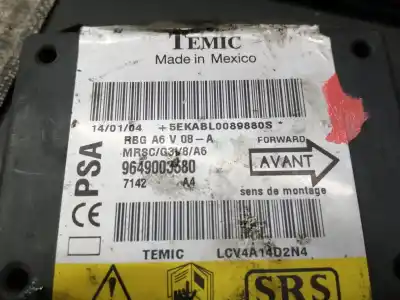 TEMIC
Made in Mexico
14/01/04 +5EKABL0089880S *
RBG A6 V 08-A FORWARD
MRSC/G3V8/A6 AVANT
PSA
9649003580
7142 A4 sens de montage
CE
TEMIC LCV4A14D2N4
SRS